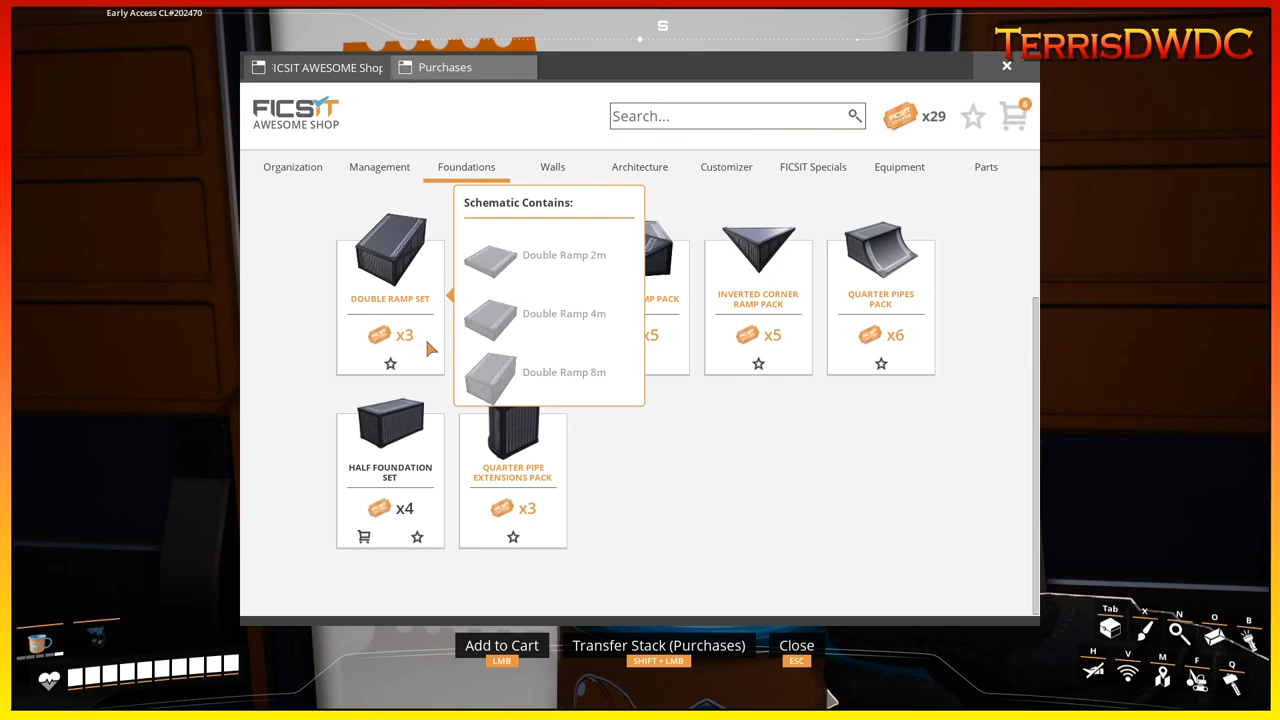 Early Access CL#202470
S
TERRISDWDC
FICSIT AWESOME Shop
Purchases
×
FICSIT
AWESOME SHOP
Search...
x29
6
Organization
Management
Foundations
Walls
Architecture
Customizer
FICSIT Specials
Equipment
Parts
Schematic Contains:
Double Ramp 2m
Double Ramp 4m
Double Ramp 8m
DOUBLE RAMP SET
x3
MP PACK
x5
INVERTED CORNER
RAMP PACK
x5
QUARTER PIPES
PACK
x6
HALF FOUNDATION
SET
x4
QUARTER PIPE
EXTENSIONS PACK
x3
Add to Cart
LMB
Transfer Stack (Purchases)
SHIFT + LMB
Close
ESC
Tab
X
N
O
B
H
V
M
F
Q